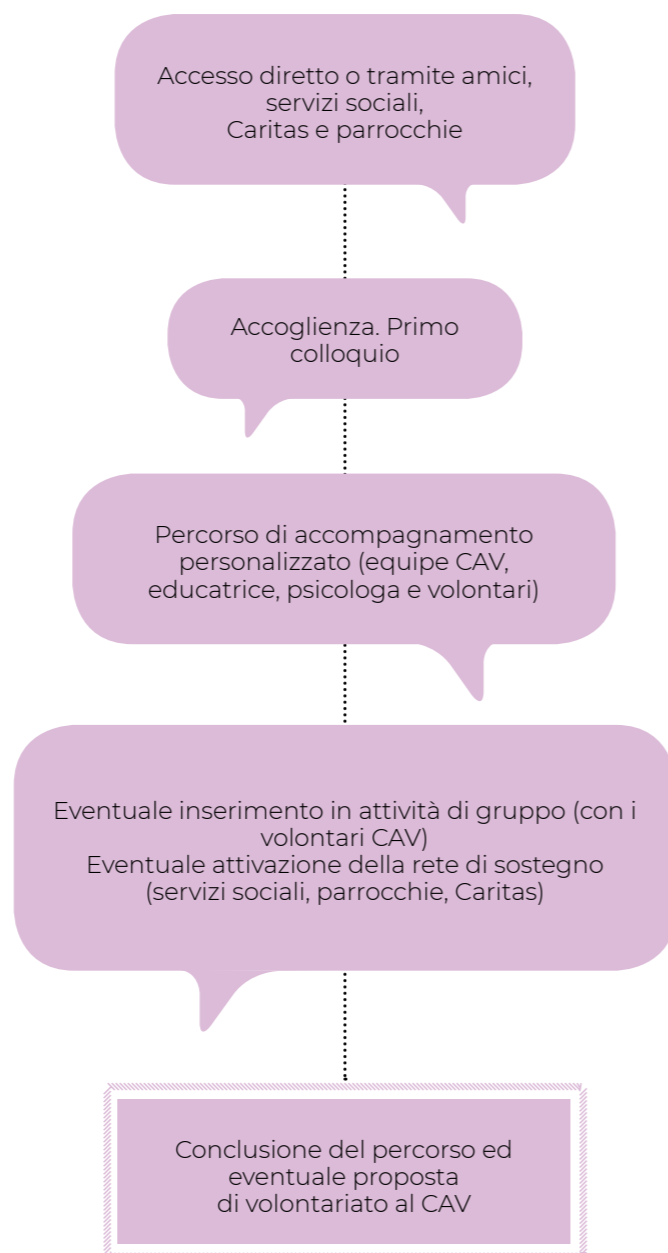 Accesso diretto o tramite amici,
servizi sociali,
Caritas e parrocchie
Accoglienza. Primo
colloquio
Percorso di accompagnamento
personalizzato (equipe CAV,
educatrice, psicologa e volontari)
Eventuale inserimento in attività di gruppo (con i
volontari CAV)
Eventuale attivazione della rete di sostegno
(servizi sociali, parrocchie, Caritas)
Conclusione del percorso ed
eventuale proposta
di volontariato al CAV